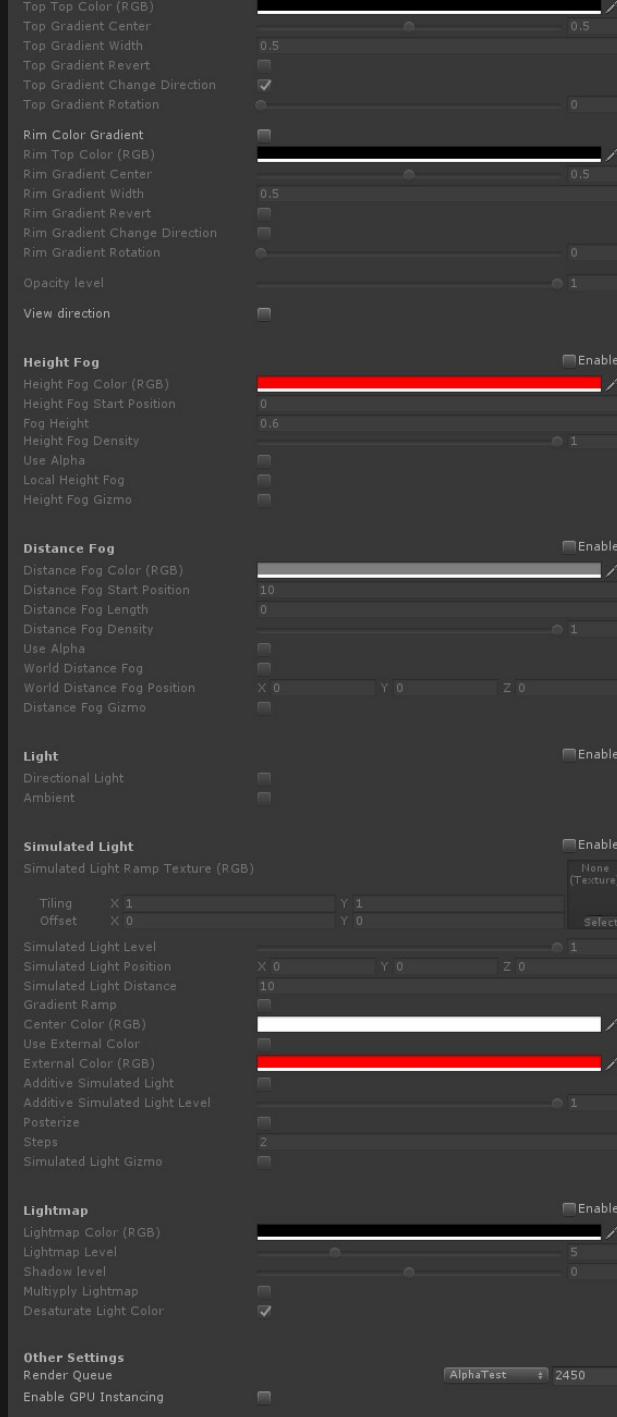 Top Top Color (RGB)
Top Gradient Center 0.5
Top Gradient Width 0.5
Top Gradient Revert
Top Gradient Change Direction
Top Gradient Rotation 0
Rim Color Gradient
Rim Top Color (RGB)
Rim Gradient Center 0.5
Rim Gradient Width 0.5
Rim Gradient Revert
Rim Gradient Change Direction
Rim Gradient Rotation 0
Opacity level 1
View direction
Height Fog Enable
Height Fog Color (RGB)
Height Fog Start Position 0
Fog Height 0.6
Height Fog Density 1
Use Alpha
Local Height Fog
Height Fog Gizmo
Distance Fog Enable
Distance Fog Color (RGB)
Distance Fog Start Position 10
Distance Fog Length 0
Distance Fog Density 1
Use Alpha
World Distance Fog
World Distance Fog Position X 0 Y 0 Z 0
Distance Fog Gizmo
Light Enable
Directional Light
Ambient
Simulated Light Enable
Simulated Light Ramp Texture (RGB) None
(Texture)
Tiling X 1 Y 1
Offset X 0 Y 0 Select
Simulated Light Level 1
Simulated Light Position X 0 Y 0 Z 0
Simulated Light Distance 10
Gradient Ramp
Center Color (RGB)
Use External Color
External Color (RGB)
Additive Simulated Light
Additive Simulated Light Level 1
Posterize
Steps 2
Simulated Light Gizmo
Lightmap Enable
Lightmap Color (RGB)
Lightmap Level 5
Shadow level 0
Multiyply Lightmap
Desaturate Light Color
Other Settings
Render Queue AlphaTest 2450
Enable GPU Instancing